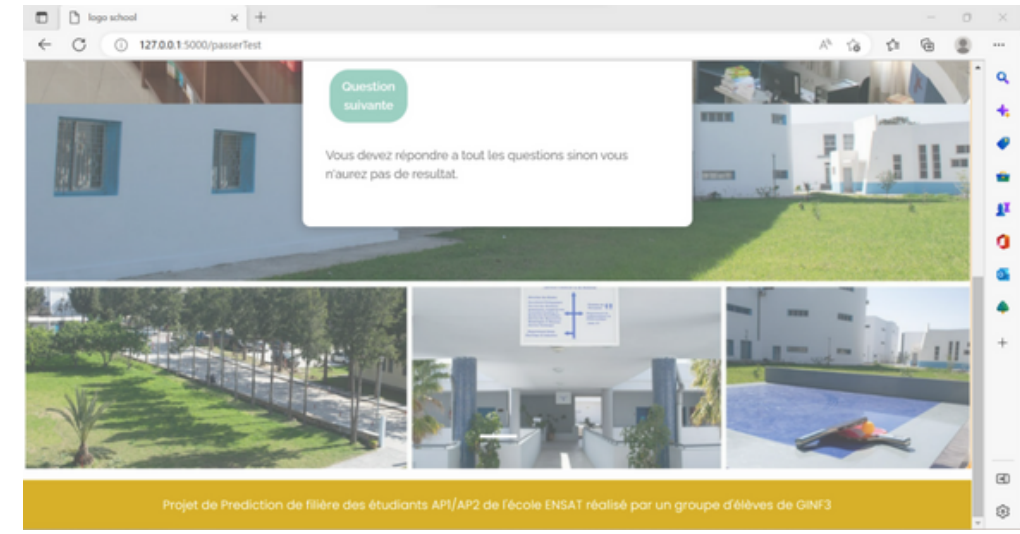 logo school
127.0.0.1:5000/passerTest
Question
suivante
Vous devez répondre a tout les questions sinon vous
n'aurez pas de resultat.
Projet de Prediction de filière des étudiants AP1/AP2 de l'école ENSAT réalisé par un groupe d'élèves de GINF3